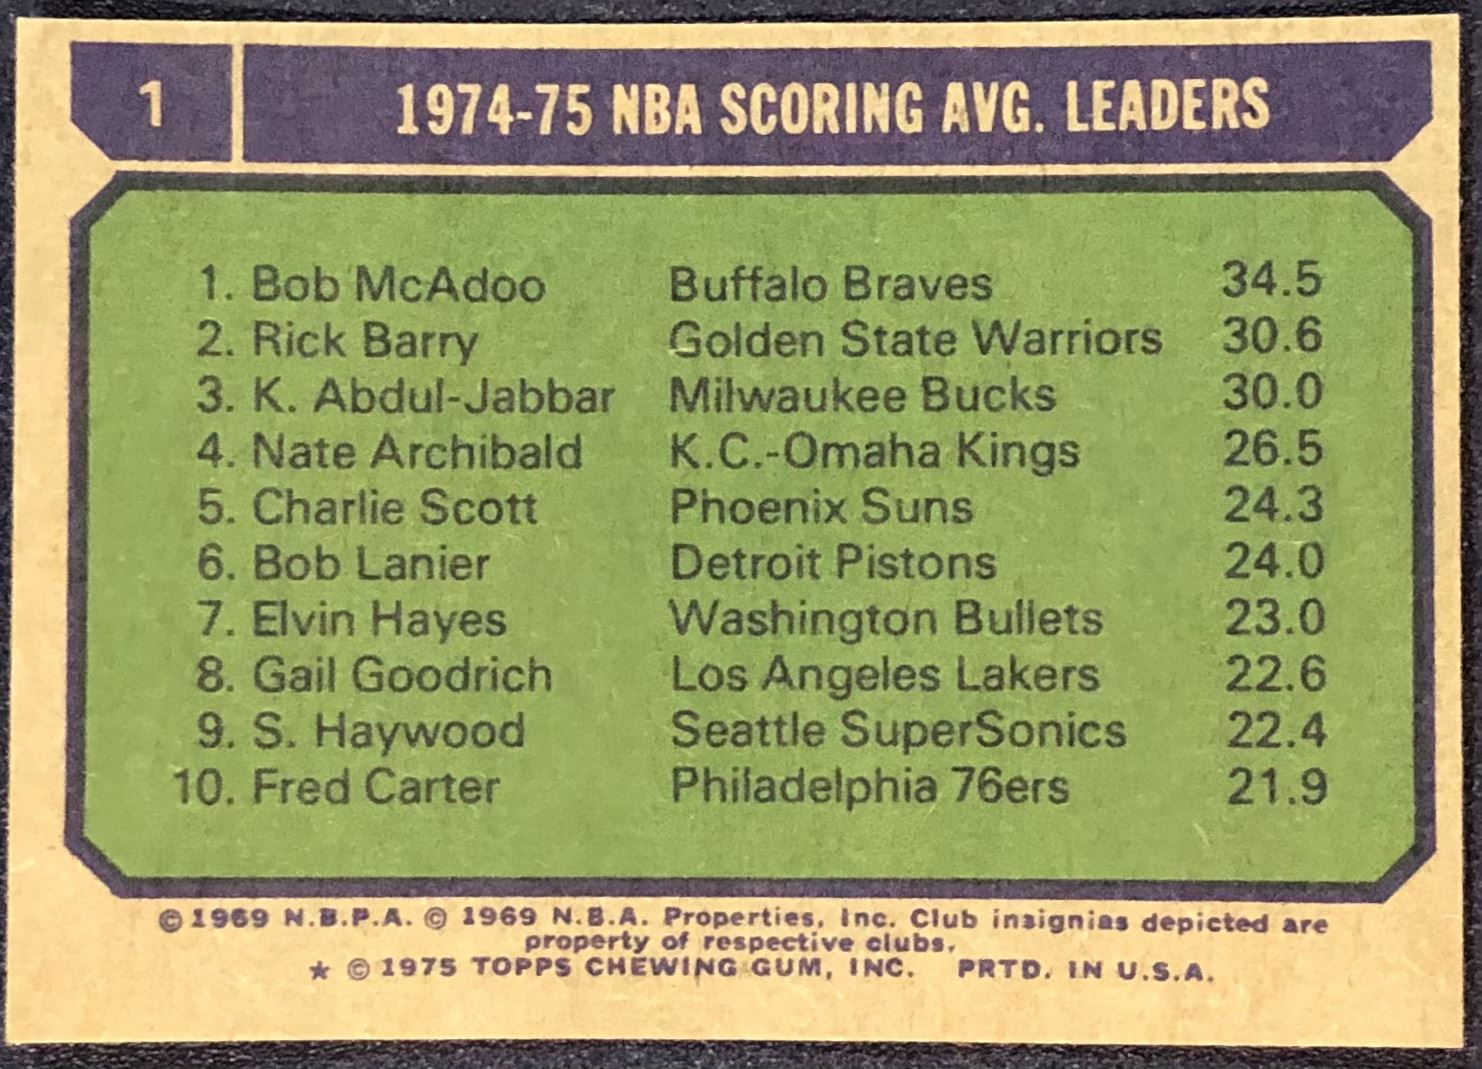 1
1974-75 NBA SCORING AVG. LEADERS
1. Bob McAdoo Buffalo Braves 34.5
2. Rick Barry Golden State Warriors 30.6
3. K. Abdul-Jabbar Milwaukee Bucks 30.0
4. Nate Archibald K.C.-Omaha Kings 26.5
5. Charlie Scott Phoenix Suns 24.3
6. Bob Lanier Detroit Pistons 24.0
7. Elvin Hayes Washington Bullets 23.0
8. Gail Goodrich Los Angeles Lakers 22.6
9. S. Haywood Seattle SuperSonics 22.4
10. Fred Carter Philadelphia 76ers 21.9
© 1969 N.B.P.A. © 1969 N.B.A. Properties, Inc. Club insignias depicted are
property of respective clubs.
★ © 1975 TOPPS CHEWING GUM, INC. PRTD. IN U.S.A.